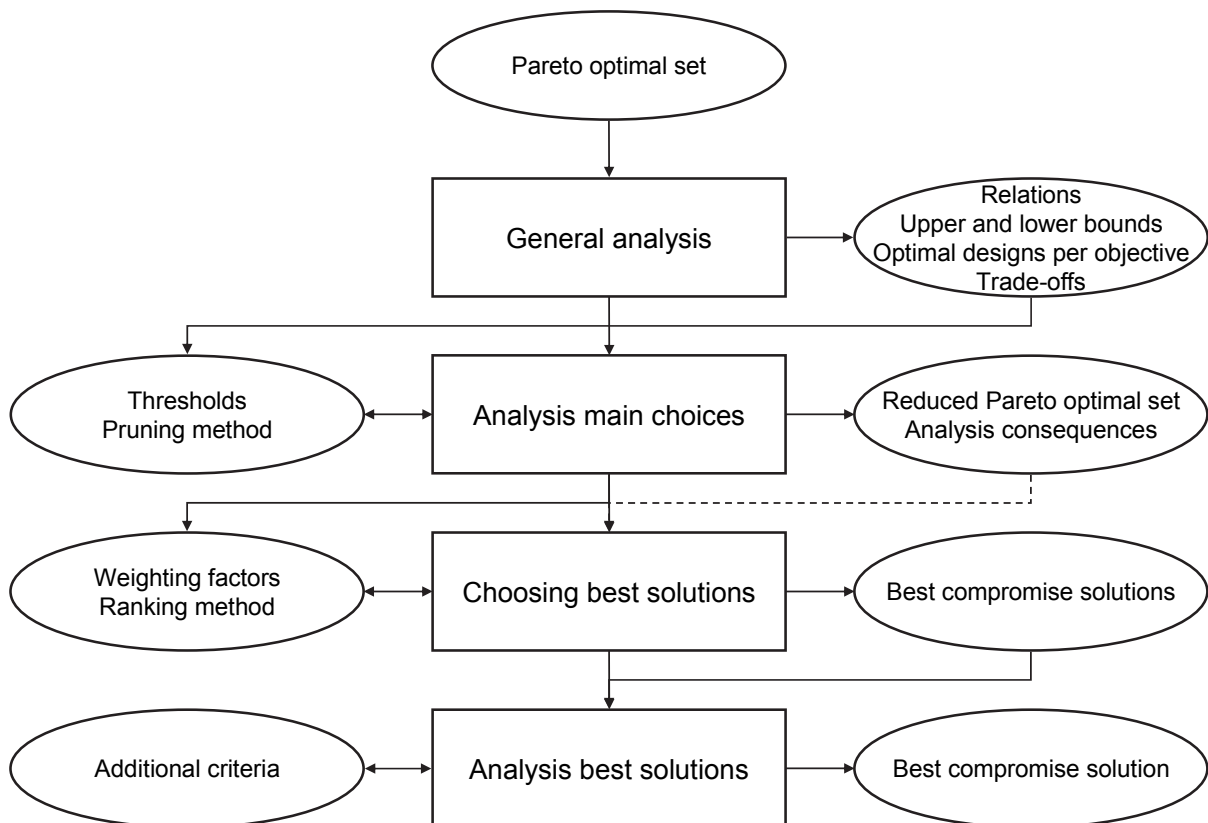 Pareto optimal set
General analysis
Relations
Upper and lower bounds
Optimal designs per objective
Trade-offs
Thresholds
Pruning method
Analysis main choices
Reduced Pareto optimal set
Analysis consequences
Weighting factors
Ranking method
Choosing best solutions
Best compromise solutions
Additional criteria
Analysis best solutions
Best compromise solution